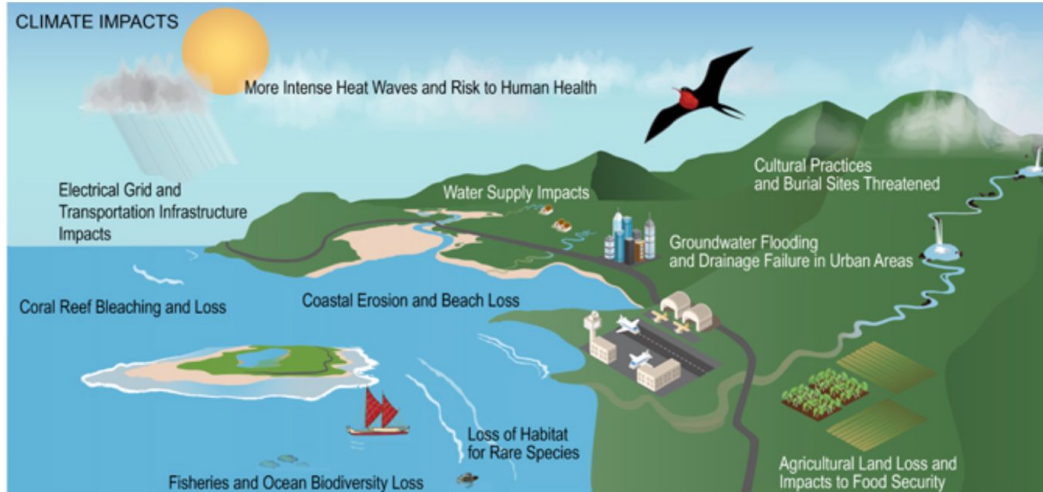 CLIMATE IMPACTS
More Intense Heat Waves and Risk to Human Health
Cultural Practices
and Burial Sites Threatened
Electrical Grid and
Transportation Infrastructure
Impacts
Water Supply Impacts
Groundwater Flooding
and Drainage Failure in Urban Areas
Coral Reef Bleaching and Loss
Coastal Erosion and Beach Loss
Loss of Habitat
for Rare Species
Agricultural Land Loss and
Impacts to Food Security
Fisheries and Ocean Biodiversity Loss